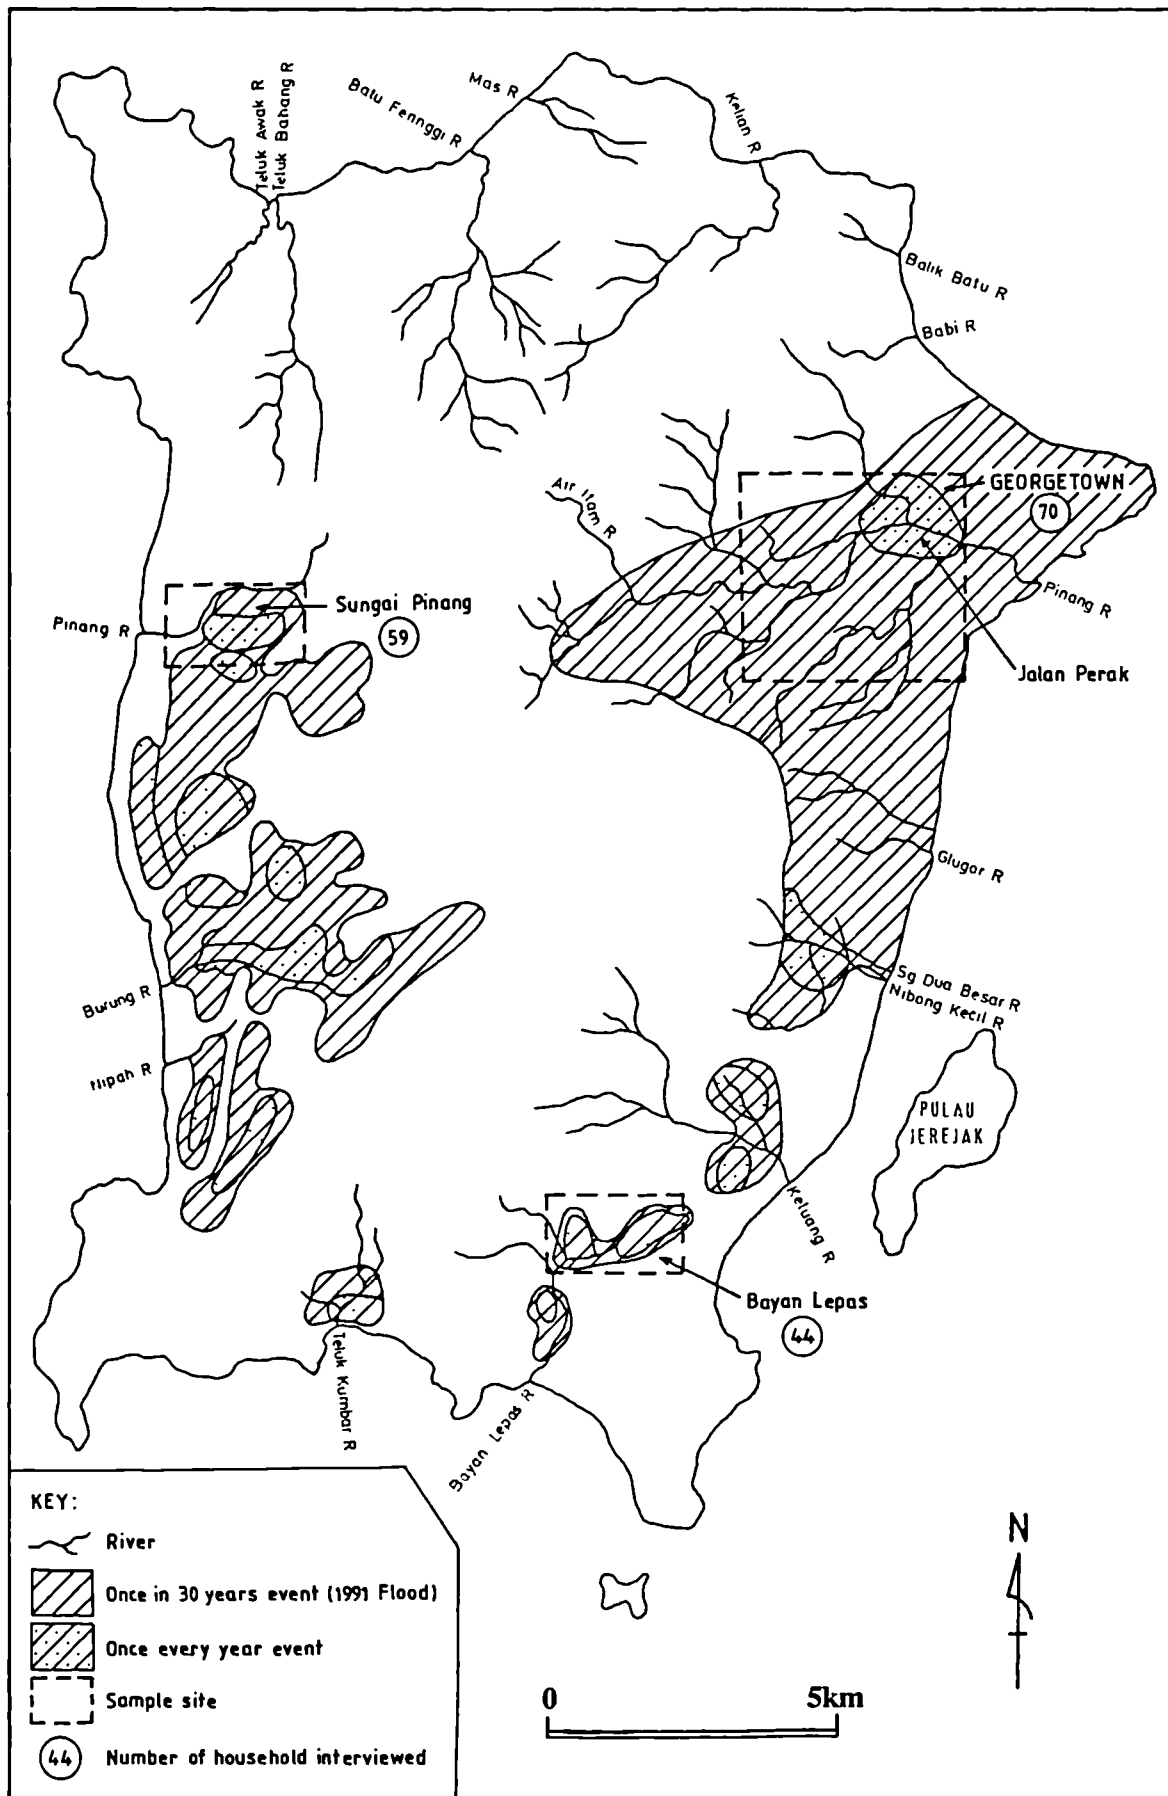 Teluk Awak R
Teluk Bahang R
Batu Fennggi R
Mas R
Kelian R
Balik Batu R
Babi R
GEORGETOWN
70
Air Itam R
Pinang R
Sungai Pinang
59
Pinang R
Jalan Perak
Glugor R
Sg Dua Besar R
Nibong Kecil R
Burung R
Nipah R
PULAU
JEREJAK
Keluang R
Bayan Lepas
44
Teluk Kumbar R
Bayan Lepas R
KEY:
River
Once in 30 years event (1991 Flood)
Once every year event
Sample site
44 Number of household interviewed
N
0 5km